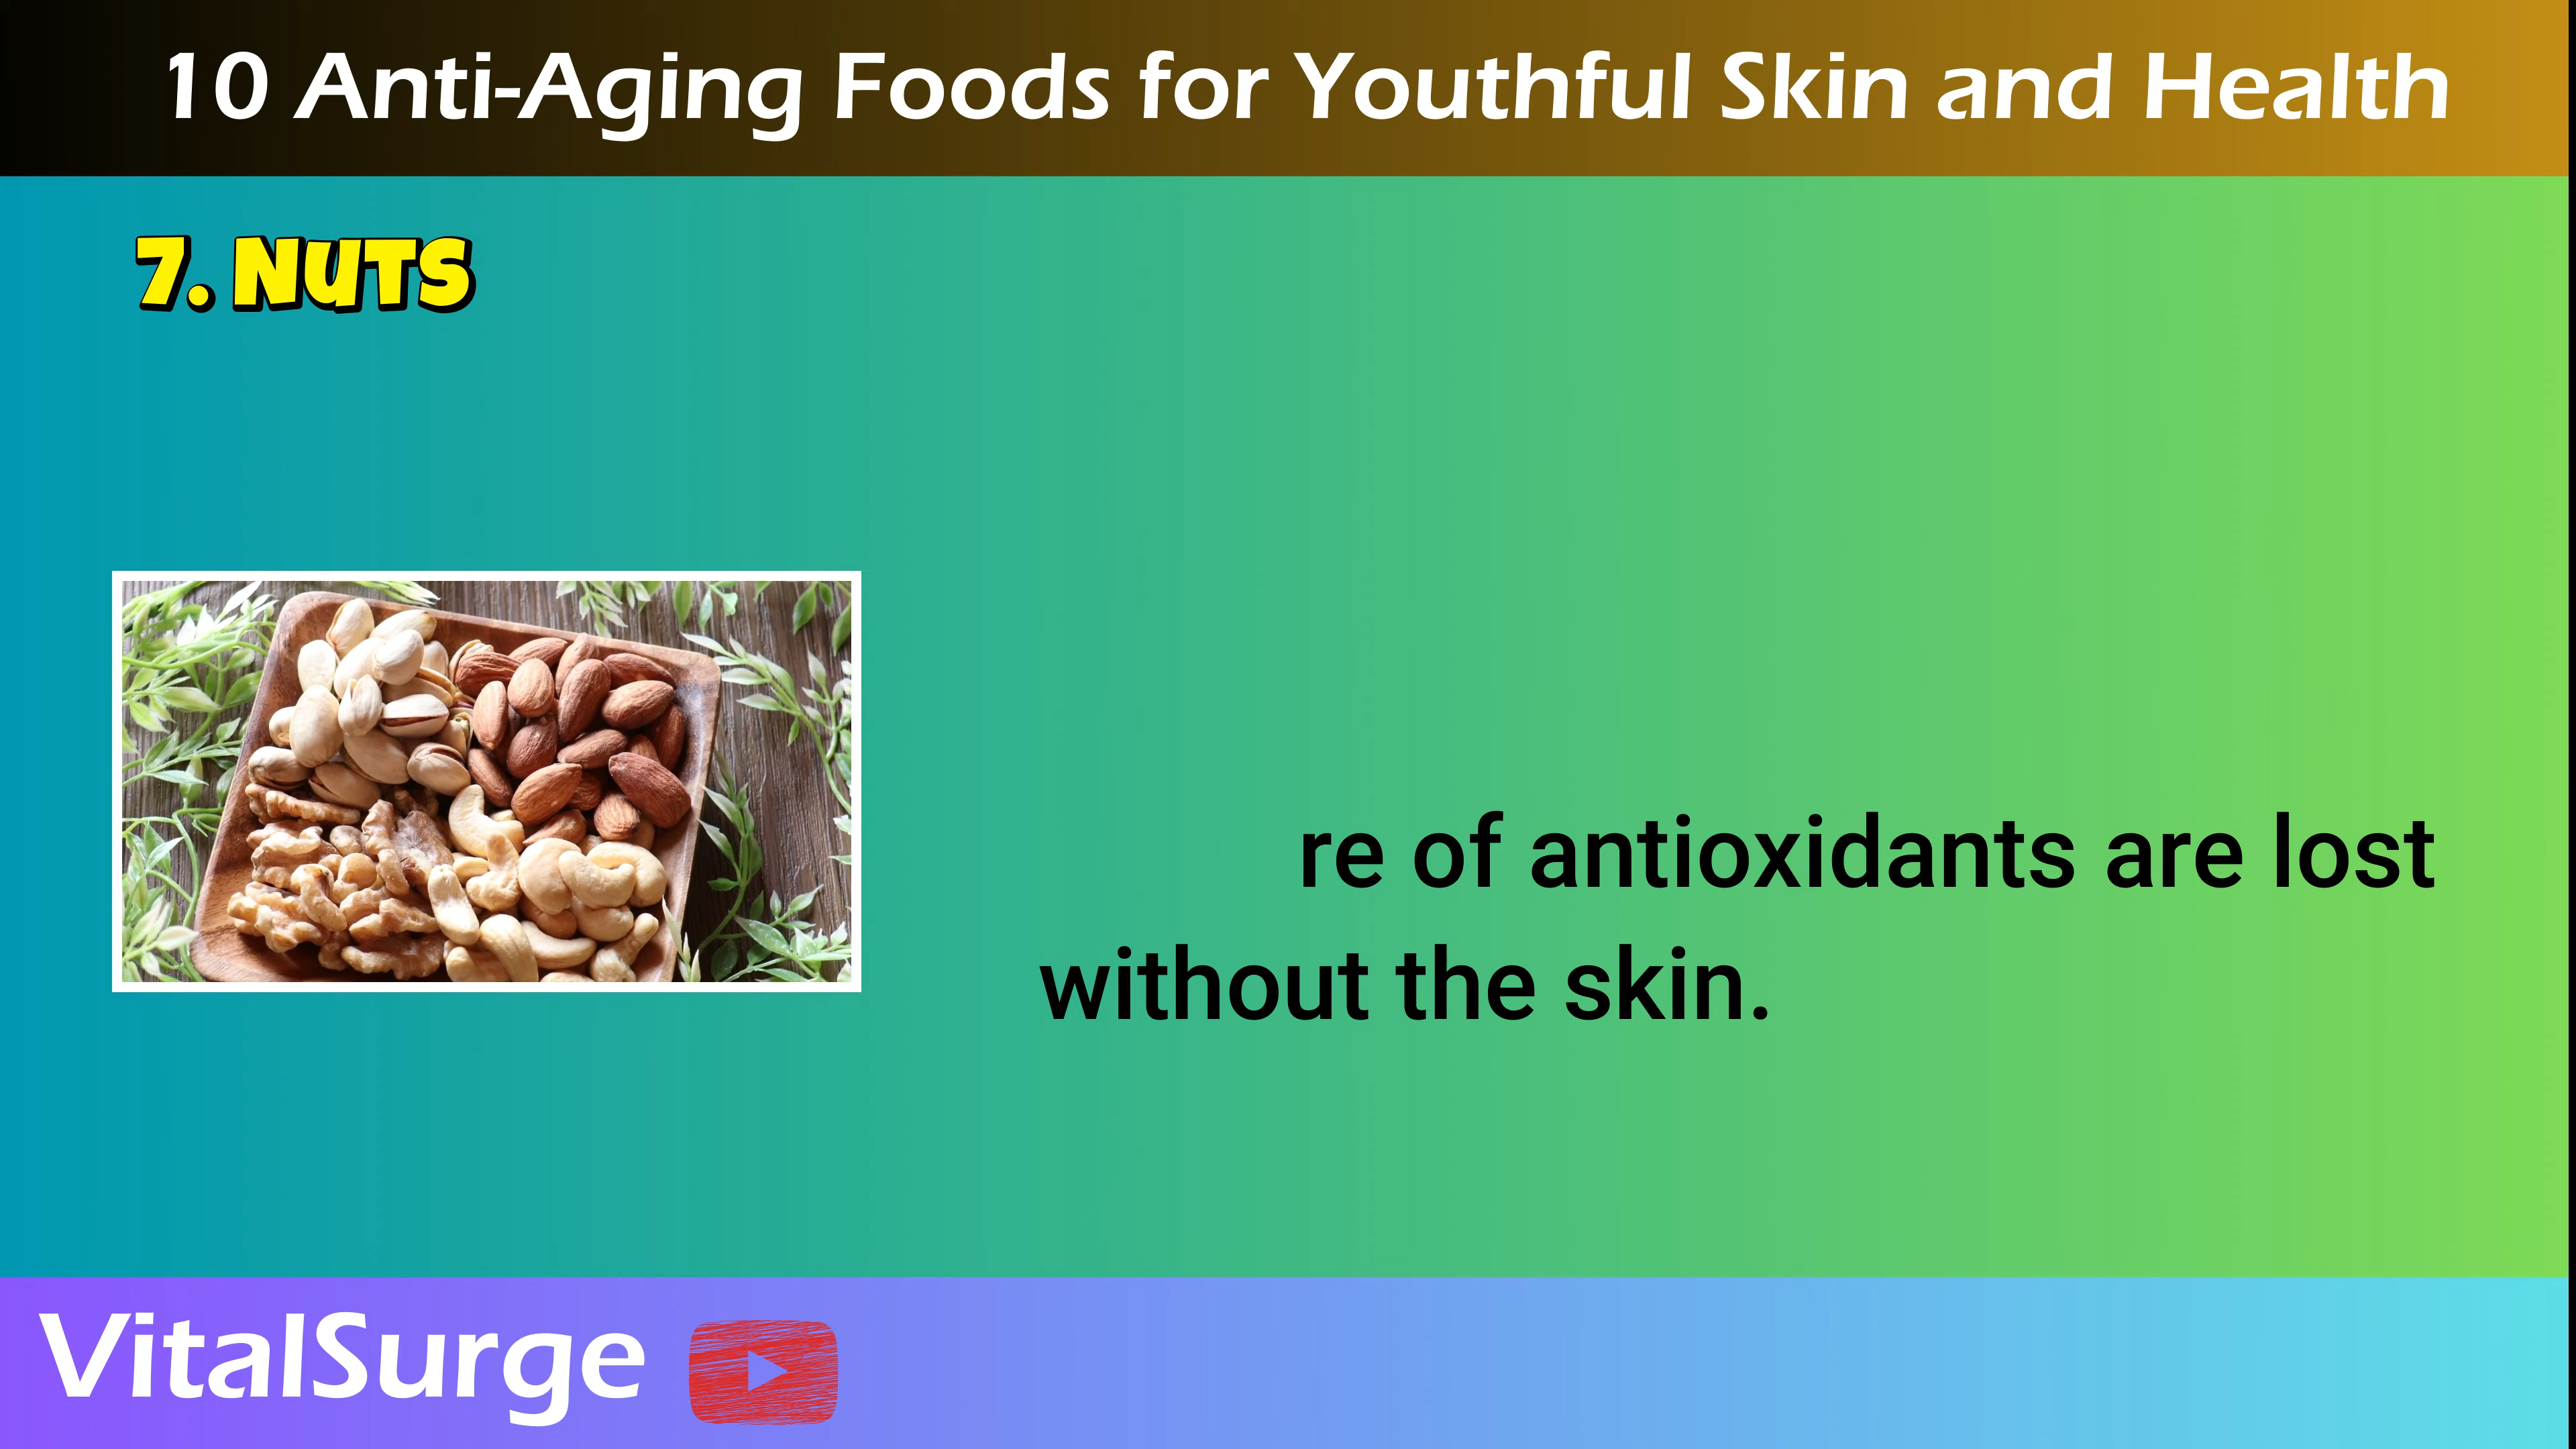 10 Anti-Aging Foods for Youthful Skin and Health
7. NUTS
re of antioxidants are lost
without the skin.
VitalSurge